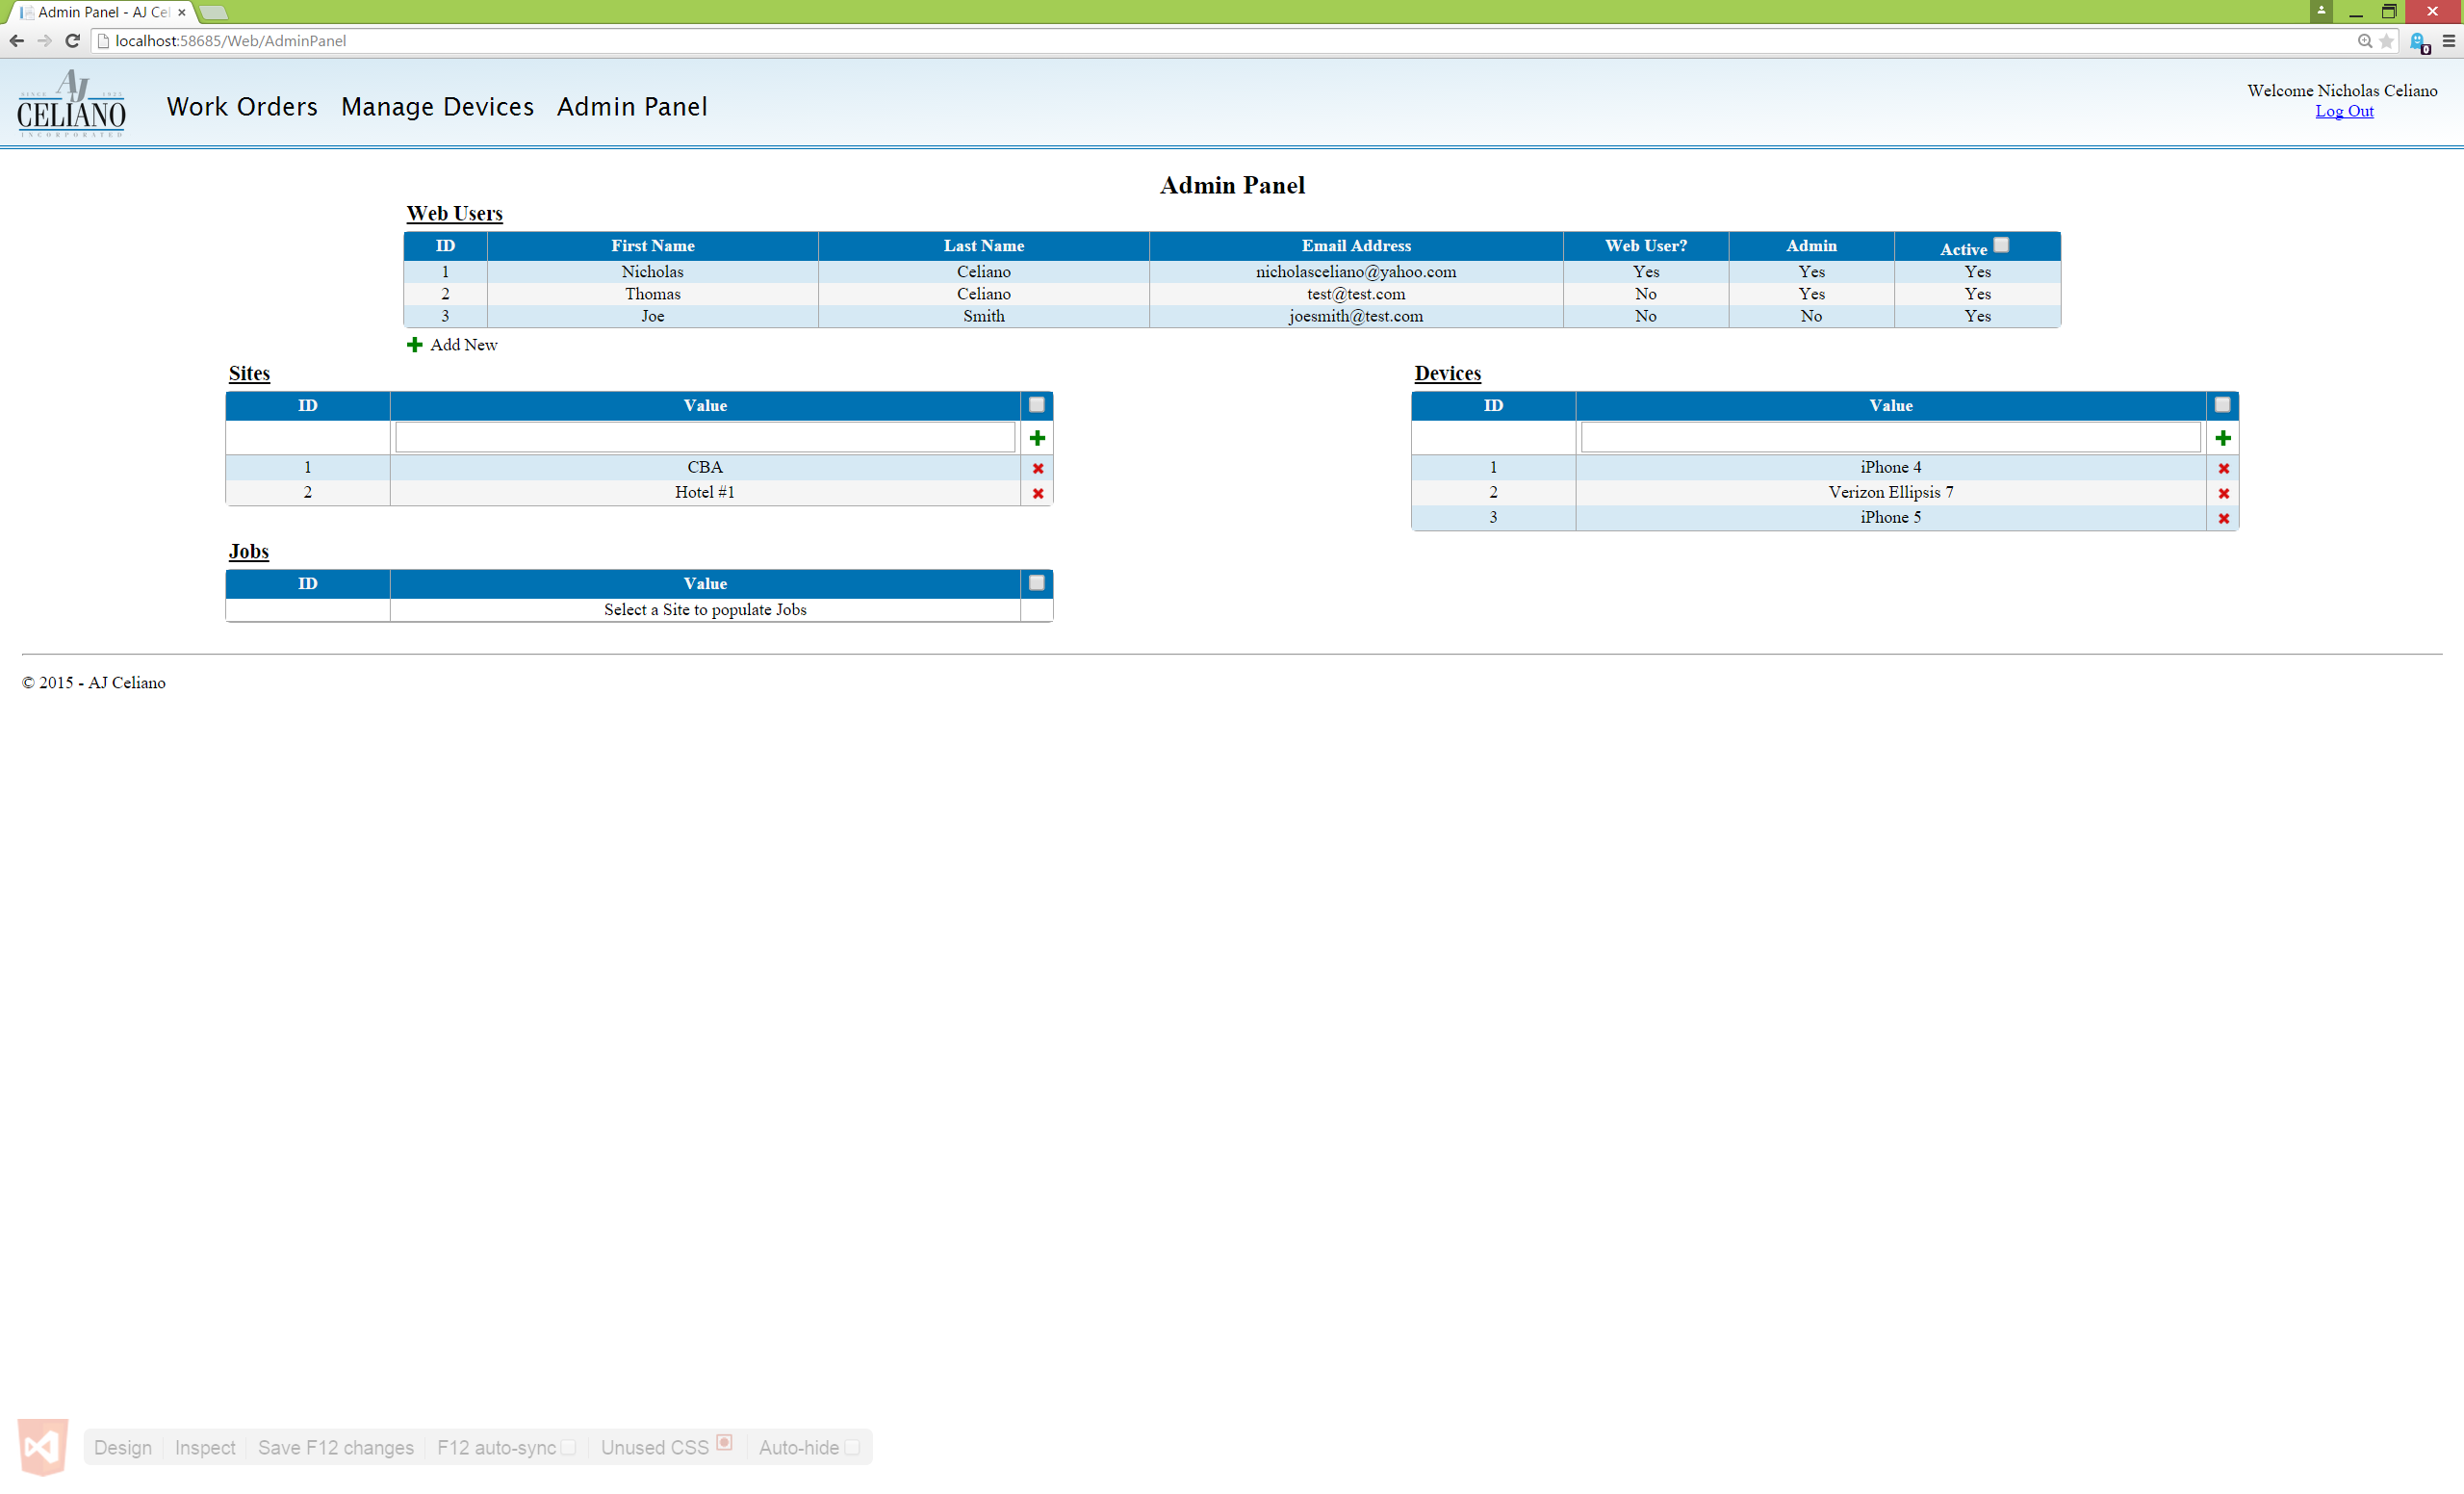 Admin Panel - AJ Cel
localhost:58685/Web/AdminPanel
0
SINCE AJ 1925
CELIANO
INCORPORATED
Work Orders Manage Devices Admin Panel
Welcome Nicholas Celiano
Log Out
Admin Panel
Web Users
ID First Name Last Name Email Address Web User? Admin Active
1 Nicholas Celiano nicholasceliano@yahoo.com Yes Yes Yes
2 Thomas Celiano test@test.com No Yes Yes
3 Joe Smith joesmith@test.com No No Yes
Add New
Sites
ID Value
1 CBA
2 Hotel #1
Devices
ID Value
1 iPhone 4
2 Verizon Ellipsis 7
3 iPhone 5
Jobs
ID Value
Select a Site to populate Jobs
© 2015 - AJ Celiano
Design Inspect Save F12 changes F12 auto-sync Unused CSS Auto-hide